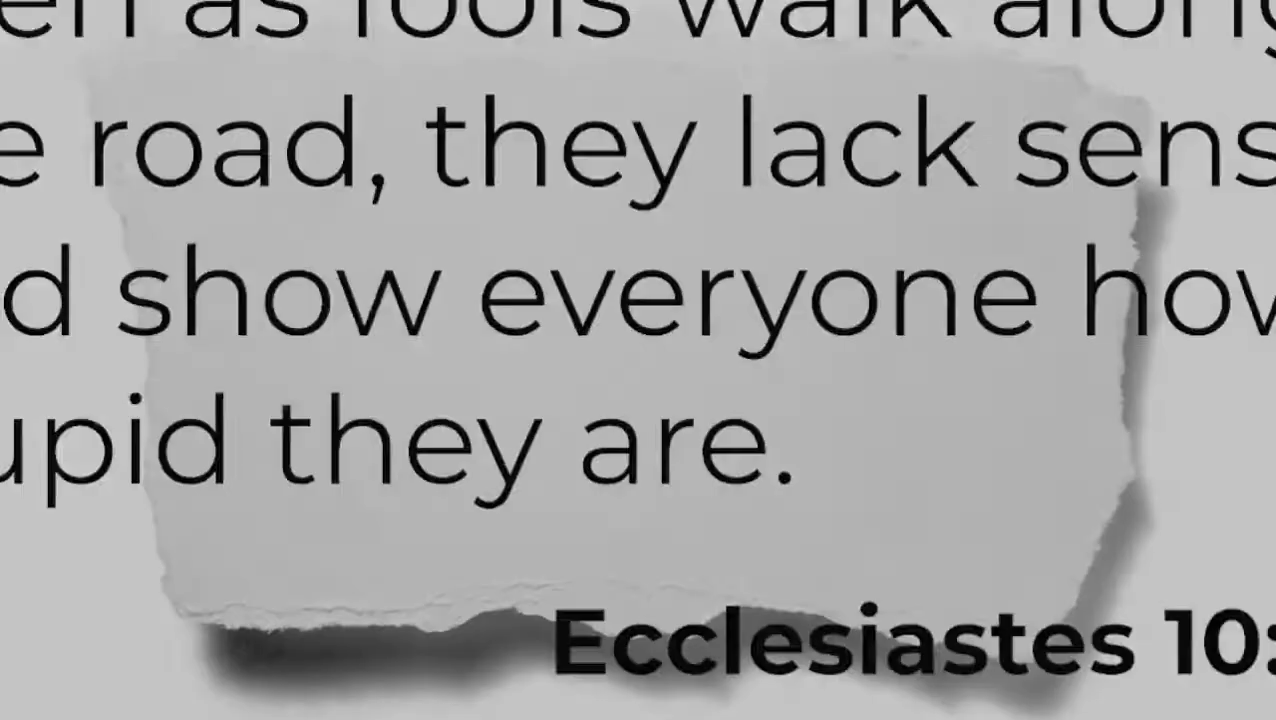 en as fools walk along
e road, they lack sens
d show everyone how
upid they are.
Ecclesiastes 10: